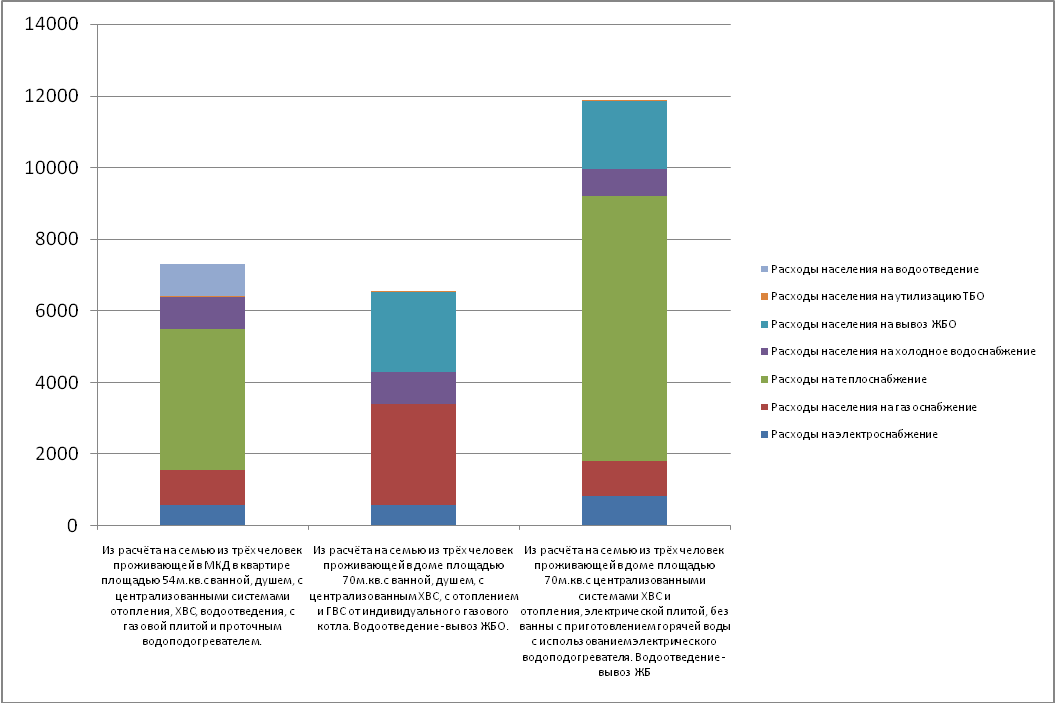 14000
12000
10000
8000
6000
4000
2000
0
Расходы населения на водоотведение
Расходы населения на утилизацию ТБО
Расходы населения на вывоз ЖБО
Расходы населения на холодное водоснабжение
Расходы на теплоснабжение
Расходы населения на газоснабжение
Расходы на электроснабжение
Из расчёта на семью из трёх человек
проживающей в МКД в квартире
площадью 54м.кв.с ванной, душем, с
централизованными системами
отопления, ХВС, водоотведения, с
газовой плитой и проточным
водоподогревателем.
Из расчёта на семью из трёх человек
проживающей в доме площадью
70м.кв.с ванной, душем, с
централизованным ХВС, с отоплением
и ГВС от индивидуального газового
котла. Водоотведение - вывоз ЖБО.
Из расчёта на семью из трёх человек
проживающей в доме площадью
70м.кв.с централизованными
системами ХВС и
отопления, электрической плитой, без
ванны с приготовлением горячей воды
с использованием электрического
водоподогревателя. Водоотведение -
вывоз ЖБ